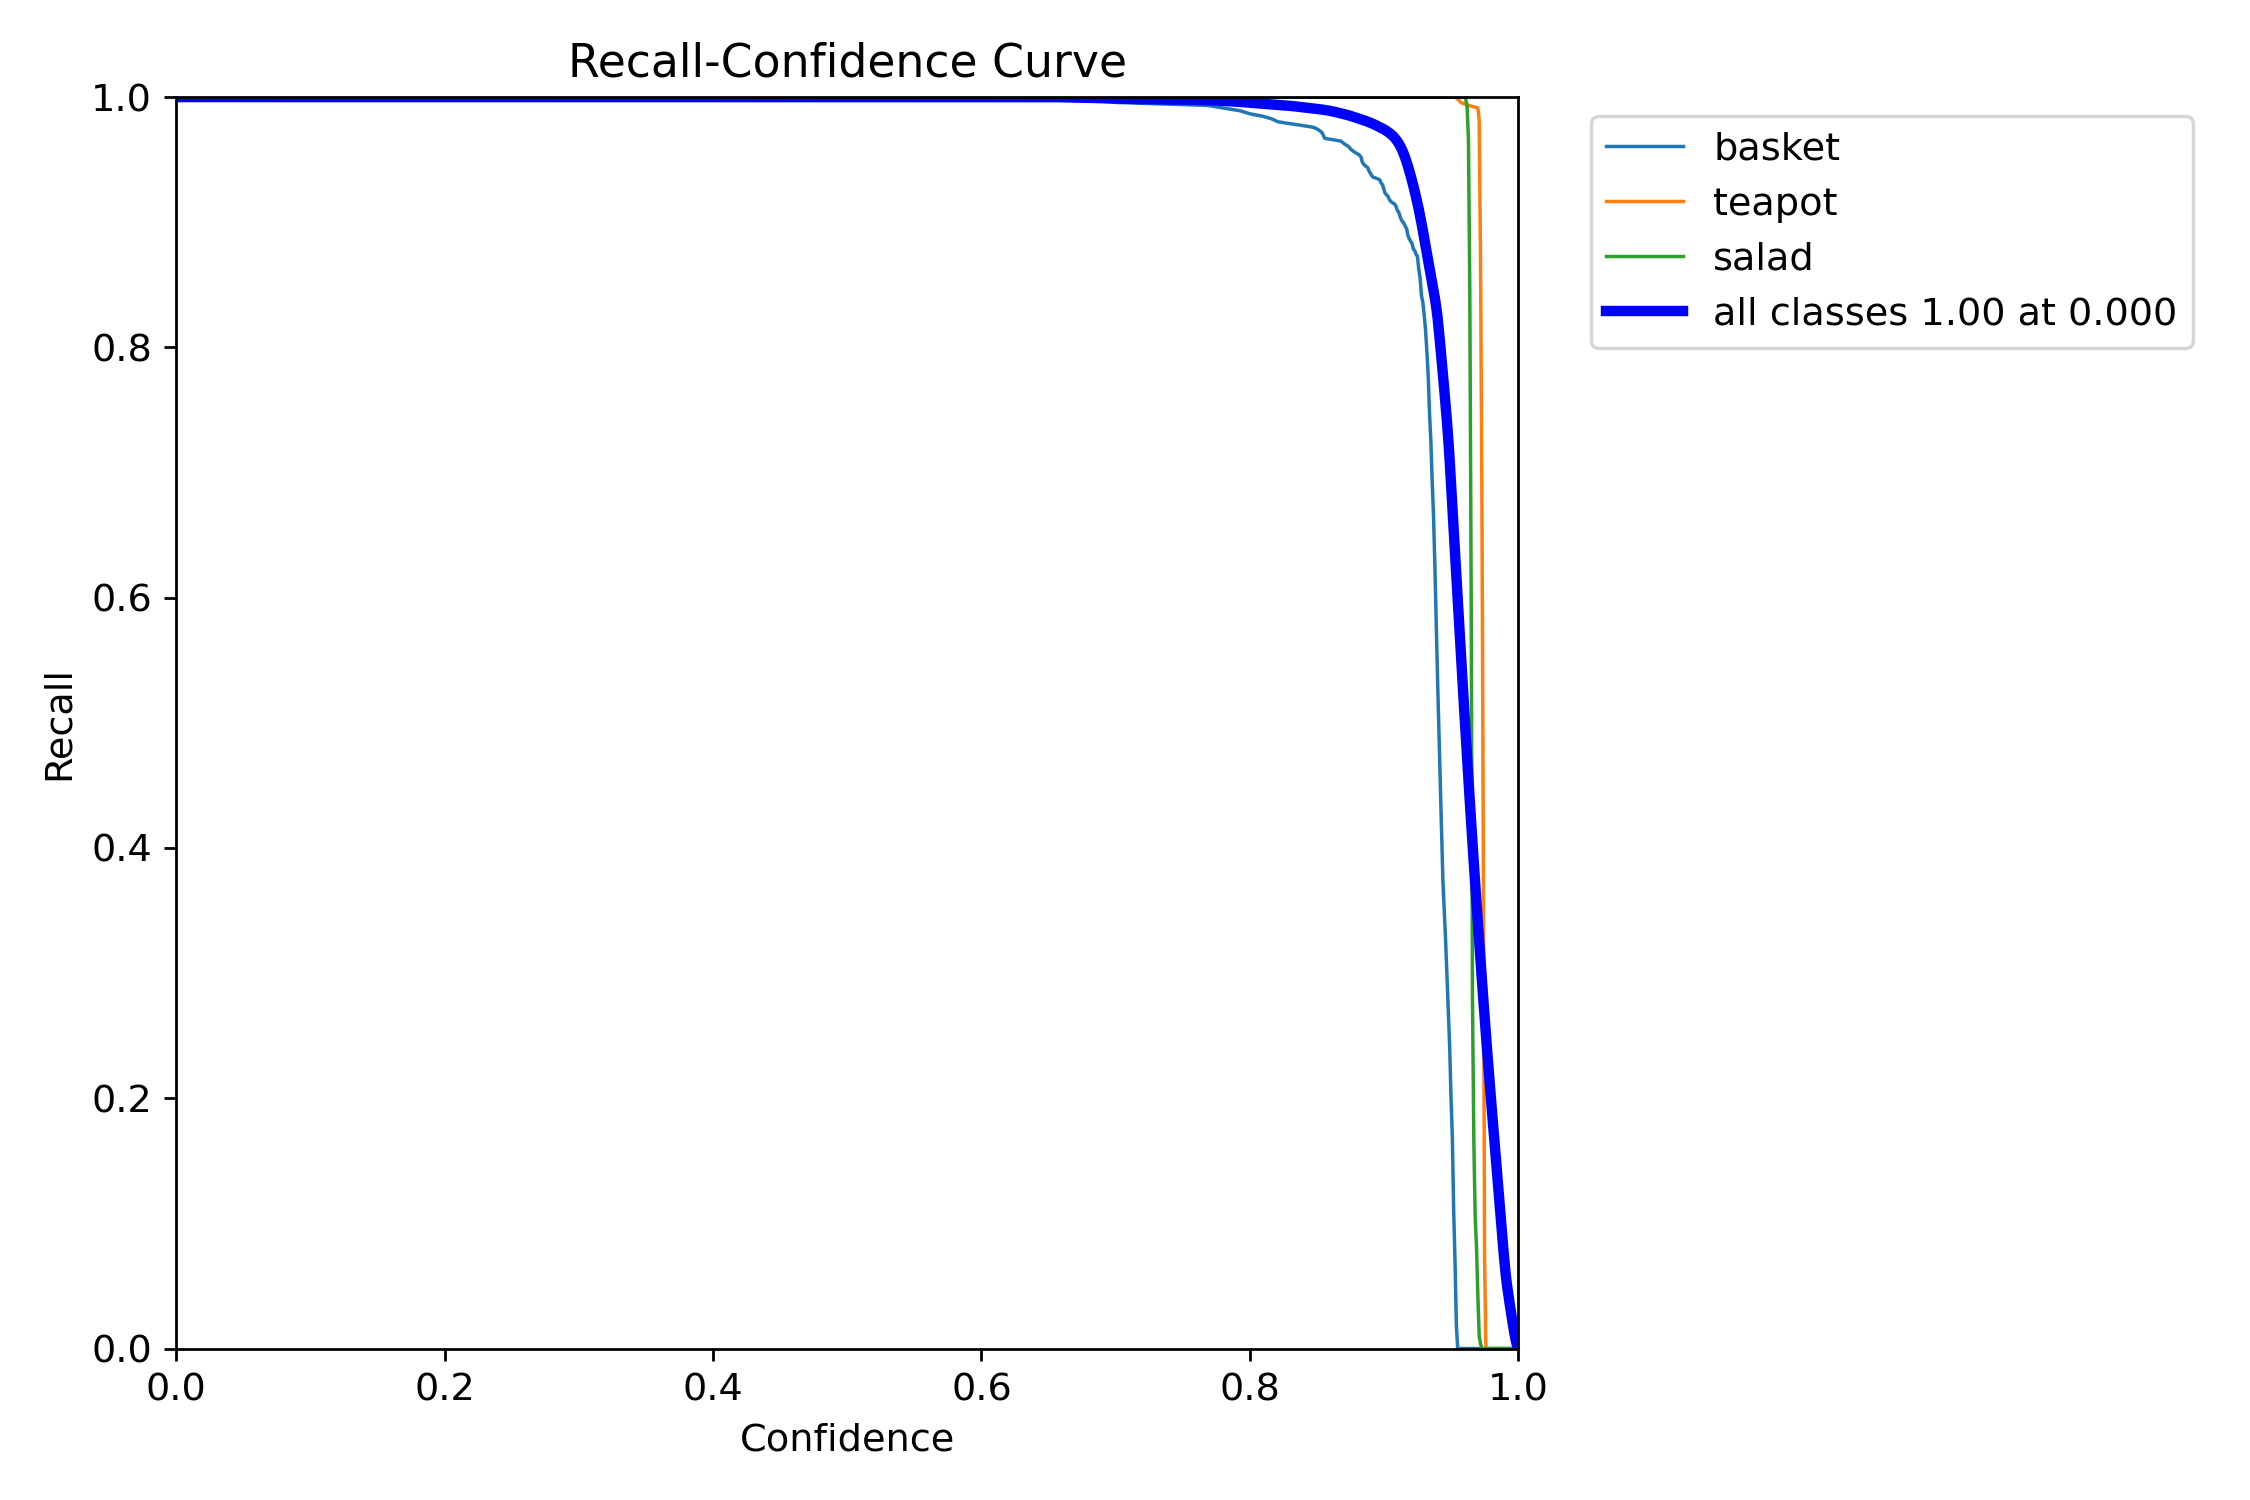 Recall-Confidence Curve
1.0
0.8
0.6
0.4
0.2
0.0
Recall
0.0 0.2 0.4 0.6 0.8 1.0
Confidence
basket
teapot
salad
all classes 1.00 at 0.000